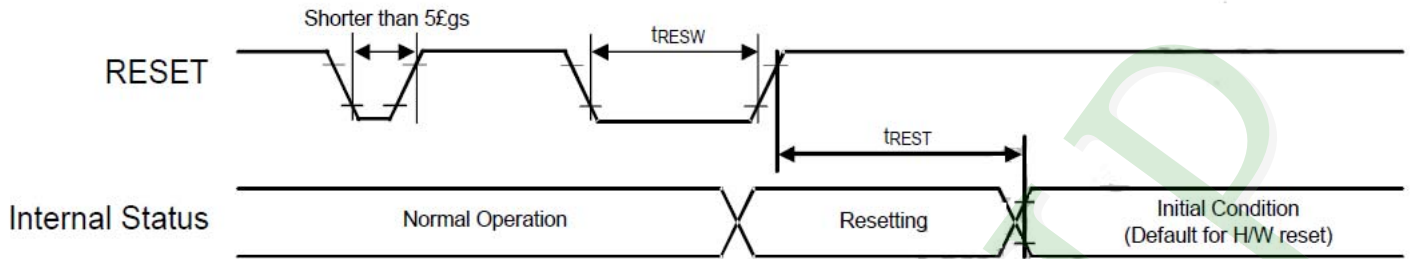 Shorter than 5£gs
tRESW
RESET
tREST
Internal Status
Normal Operation
Resetting
Initial Condition
(Default for H/W reset)